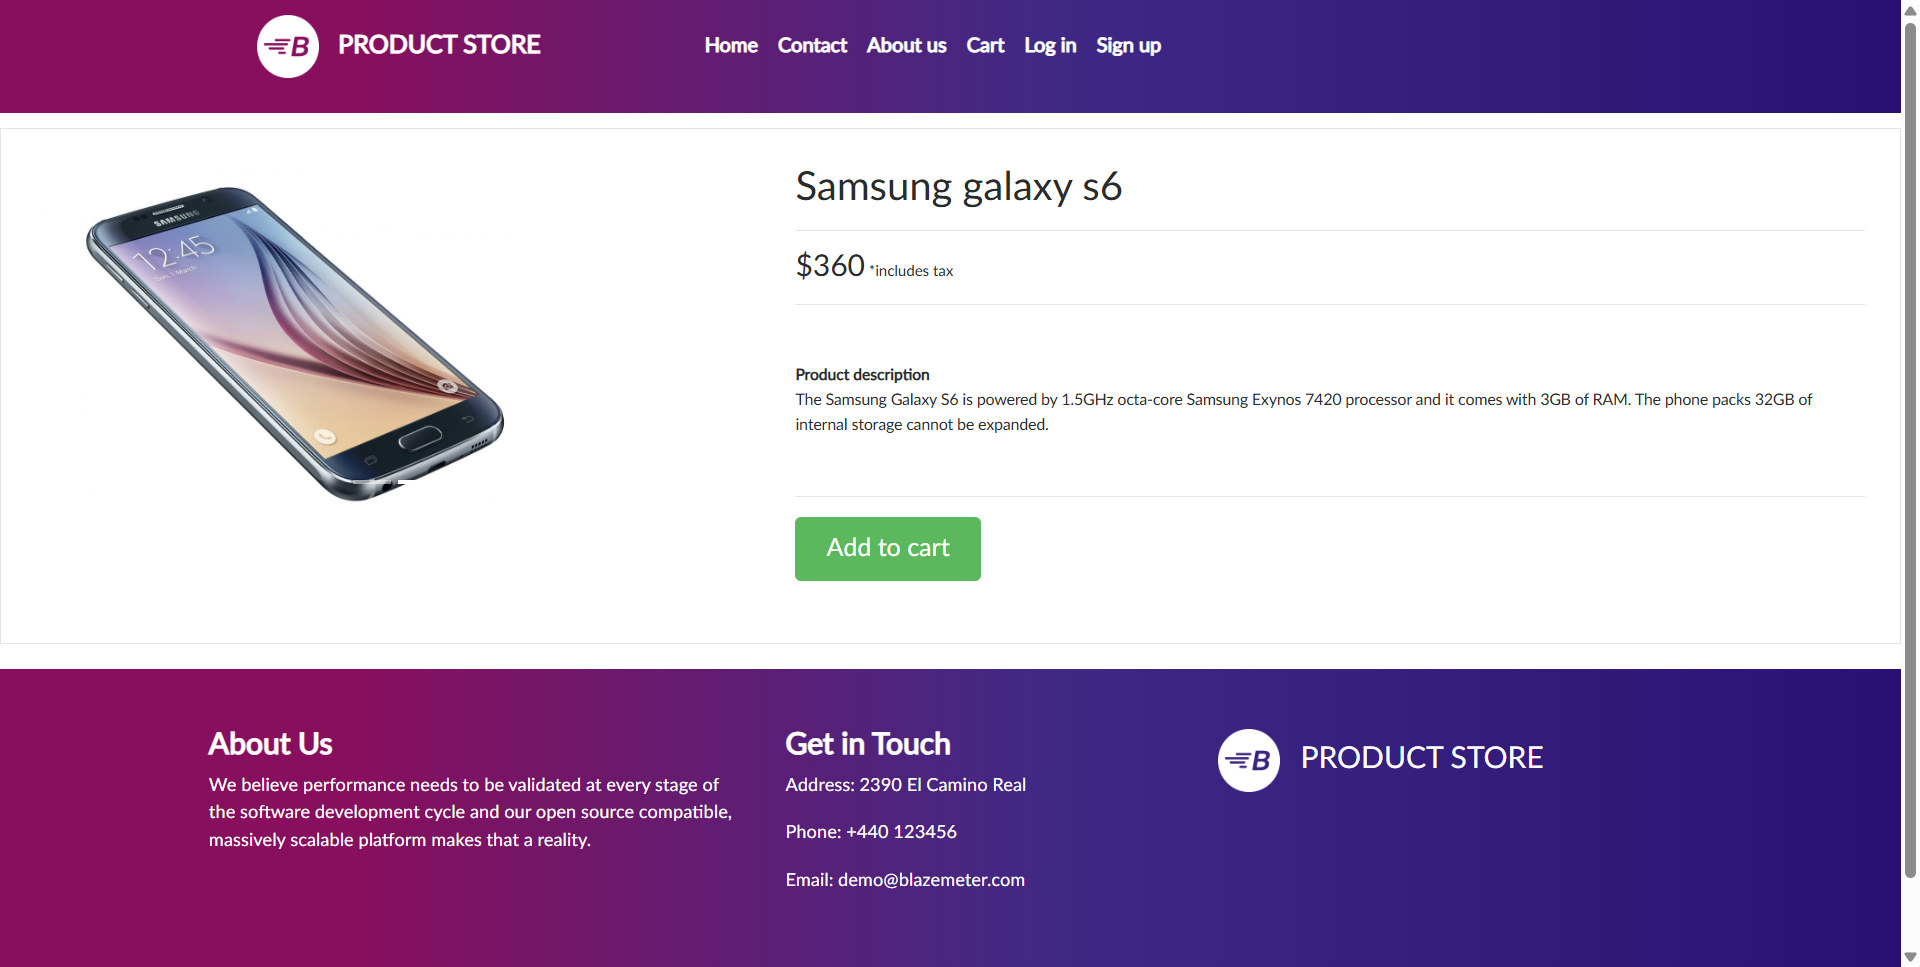 B PRODUCT STORE
Home Contact About us Cart Log in Sign up
SAMSUNG
12:45
Sun, 1 March
Samsung galaxy s6
$360 *includes tax
Product description
The Samsung Galaxy S6 is powered by 1.5GHz octa-core Samsung Exynos 7420 processor and it comes with 3GB of RAM. The phone packs 32GB of
internal storage cannot be expanded.
Add to cart
About Us
We believe performance needs to be validated at every stage of
the software development cycle and our open source compatible,
massively scalable platform makes that a reality.
Get in Touch
Address: 2390 El Camino Real
Phone: +440 123456
Email: demo@blazemeter.com
B PRODUCT STORE